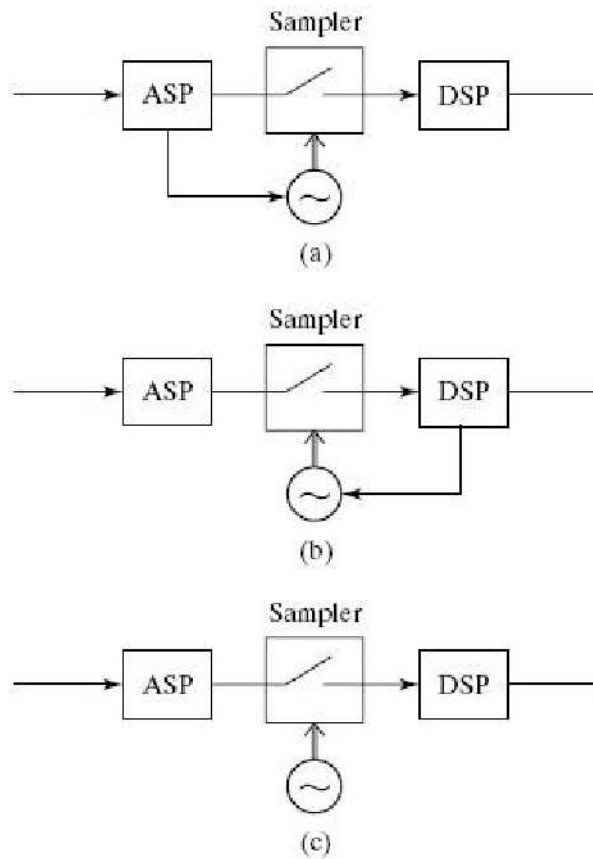 Sampler
ASP
DSP
(a)
Sampler
ASP
DSP
(b)
Sampler
ASP
DSP
(c)